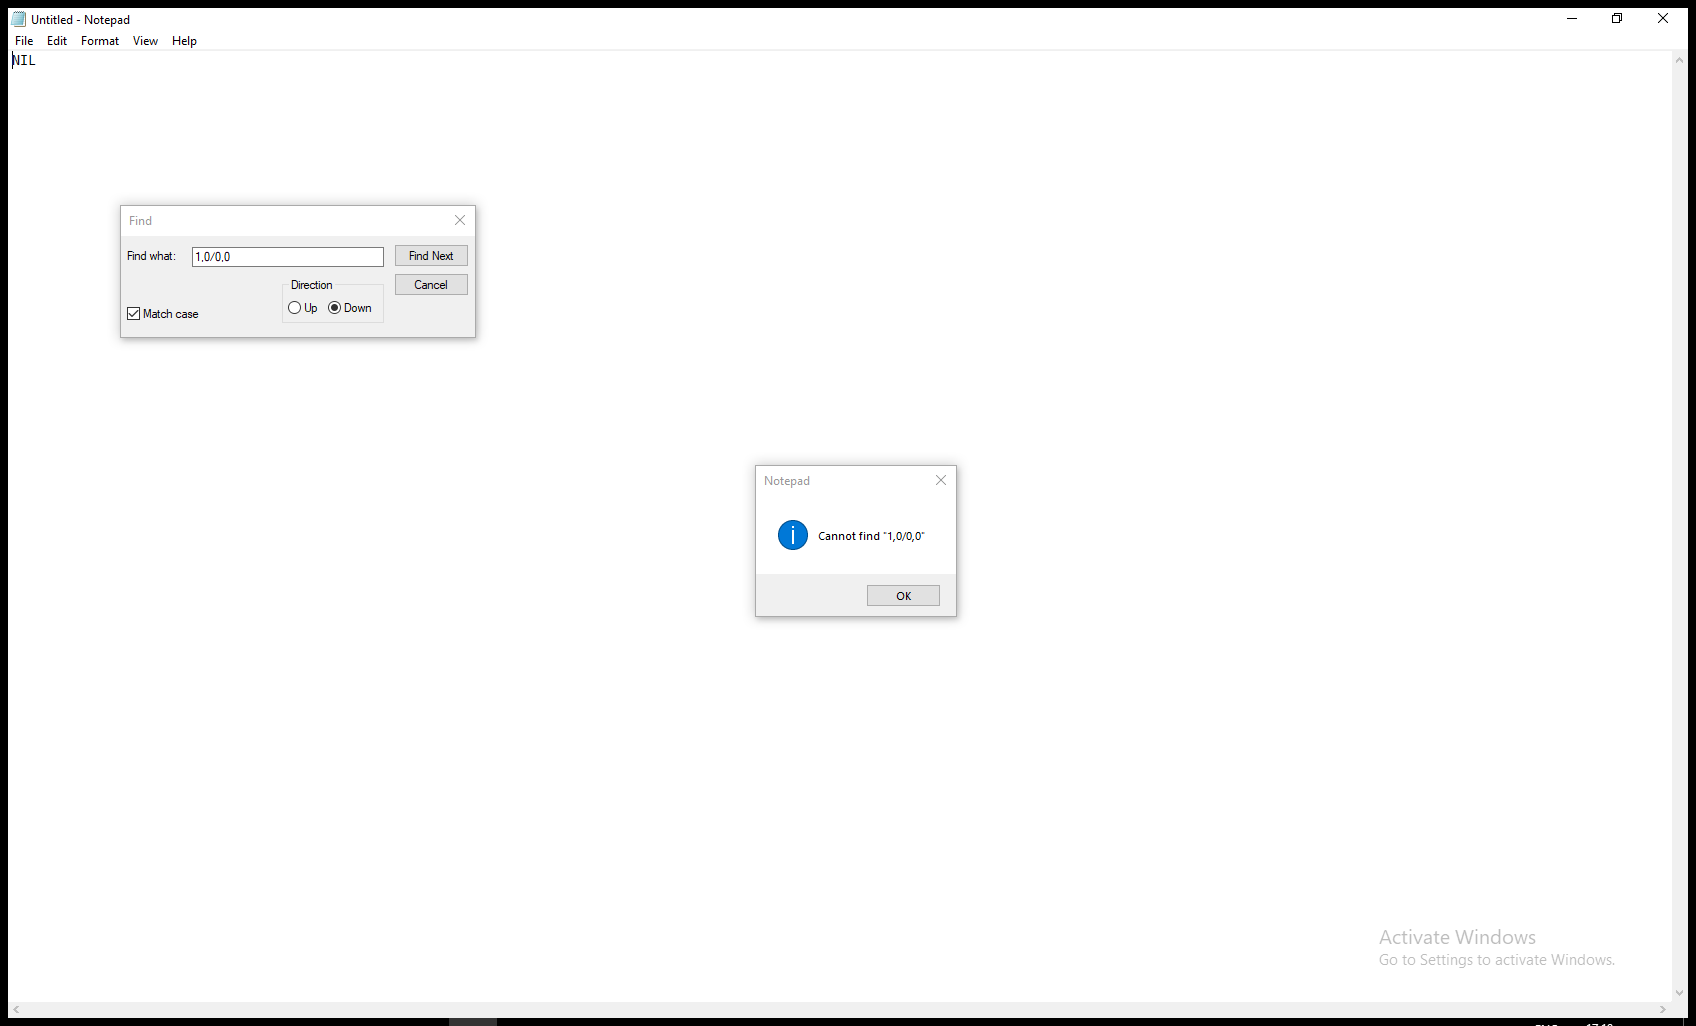 Untitled - Notepad
File Edit Format View Help
NIL
Find
Find what: 1,0/0,0 Find Next
Direction Cancel
Up Down
Match case
Notepad
Cannot find "1,0/0,0"
OK
Activate Windows
Go to Settings to activate Windows.